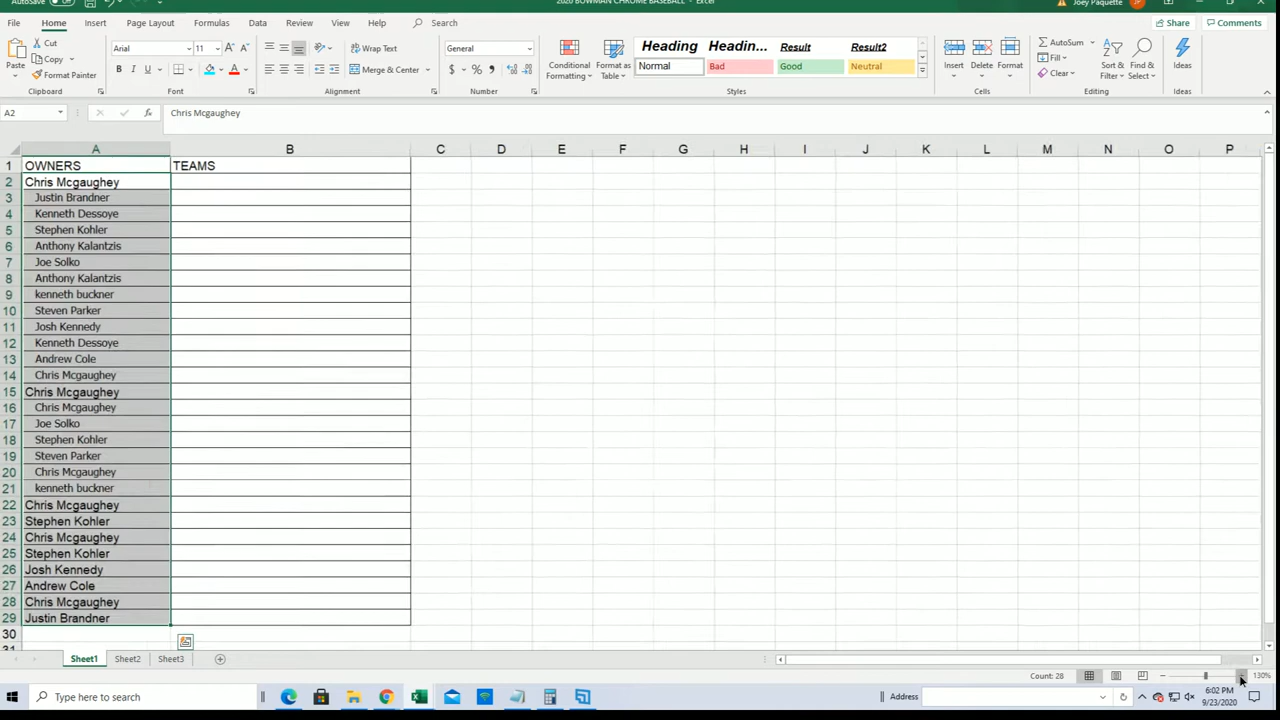 AutoSave Off 2020 BOWMAN CHROME BASEBALL - Excel Joey Paquette JP
File Home Insert Page Layout Formulas Data Review View Help Search Share Comments
Paste Cut Copy Format Painter Clipboard
Arial 11 B I U Font
Wrap Text Merge & Center Alignment
General $ % Number
Conditional Formatting Format as Table
Heading Headin... Result Result2
Normal Bad Good Neutral
Styles
Insert Delete Format Cells
AutoSum Fill Clear Sort & Filter Find & Select Editing
Ideas Ideas
A2 fx Chris Mcgaughey
A B C D E F G H I J K L M N O P
1 OWNERS TEAMS
2 Chris Mcgaughey
3 Justin Brandner
4 Kenneth Dessoye
5 Stephen Kohler
6 Anthony Kalantzis
7 Joe Solko
8 Anthony Kalantzis
9 kenneth buckner
10 Steven Parker
11 Josh Kennedy
12 Kenneth Dessoye
13 Andrew Cole
14 Chris Mcgaughey
15 Chris Mcgaughey
16 Chris Mcgaughey
17 Joe Solko
18 Stephen Kohler
19 Steven Parker
20 Chris Mcgaughey
21 kenneth buckner
22 Chris Mcgaughey
23 Stephen Kohler
24 Chris Mcgaughey
25 Stephen Kohler
26 Josh Kennedy
27 Andrew Cole
28 Chris Mcgaughey
29 Justin Brandner
30
31
Sheet1 Sheet2 Sheet3
Count: 28 130%
Type here to search Address 6:02 PM
9/23/2020